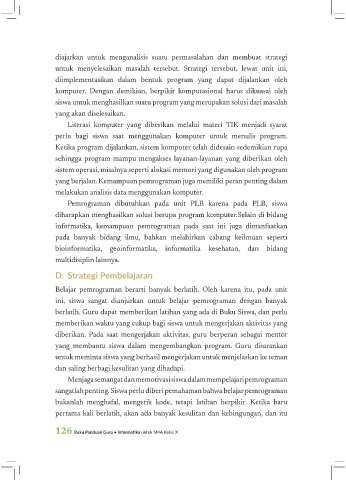 diajarkan untuk menganalisis suatu permasalahan dan membuat strategi
untuk menyelesaikan masalah tersebut. Strategi tersebut, lewat unit ini,
diimplementasikan dalam bentuk program yang dapat dijalankan oleh
komputer. Dengan demikian, berpikir komputasional harus dikuasai oleh
siswa untuk menghasilkan suatu program yang merupakan solusi dari masalah
yang akan diselesaikan.
Literasi komputer yang diberikan melalui materi TIK menjadi syarat
perlu bagi siswa saat menggunakan komputer untuk menulis program.
Ketika program dijalankan, sistem komputer telah didesain sedemikian rupa
sehingga program mampu mengakses layanan-layanan yang diberikan oleh
sistem operasi, misalnya seperti alokasi memori yang digunakan oleh program
yang berjalan. Kemampuan pemrograman juga memiliki peran penting dalam
melakukan analisis data menggunakan komputer.
Pemrograman dibutuhkan pada unit PLB karena pada PLB, siswa
diharapkan menghasilkan solusi berupa program komputer.Selain di bidang
informatika, kemampuan pemrograman pada saat ini juga dimanfaatkan
pada banyak bidang ilmu, bahkan melahirkan cabang keilmuan seperti
bioinformatika, geoinformatika, informatika kesehatan, dan bidang
multidisiplin lainnya.
D. Strategi Pembelajaran
Belajar pemrograman berarti banyak berlatih. Oleh karena itu, pada unit
ini, siswa sangat dianjurkan untuk belajar pemrograman dengan banyak
berlatih. Guru dapat memberikan latihan yang ada di Buku Siswa, dan perlu
memberikan waktu yang cukup bagi siswa untuk mengerjakan aktivitas yang
diberikan. Pada saat mengerjakan aktivitas, guru berperan sebagai mentor
yang membantu siswa dalam mengembangkan program. Guru disarankan
untuk meminta siswa yang berhasil mengerjakan untuk menjelaskan ke teman
dan saling berbagi kesulitan yang dihadapi.
Menjaga semangat dan memotivasi siswa dalam mempelajari pemrograman
sangatlah penting. Siswa perlu diberi pemahaman bahwa belajar pemrograman
bukanlah menghafal, mengetik kode, tetapi latihan berpikir. Ketika baru
pertama kali berlatih, akan ada banyak kesulitan dan kebingungan, dan itu
126 Buku Panduan Guru • Informatika untuk SMA Kelas X